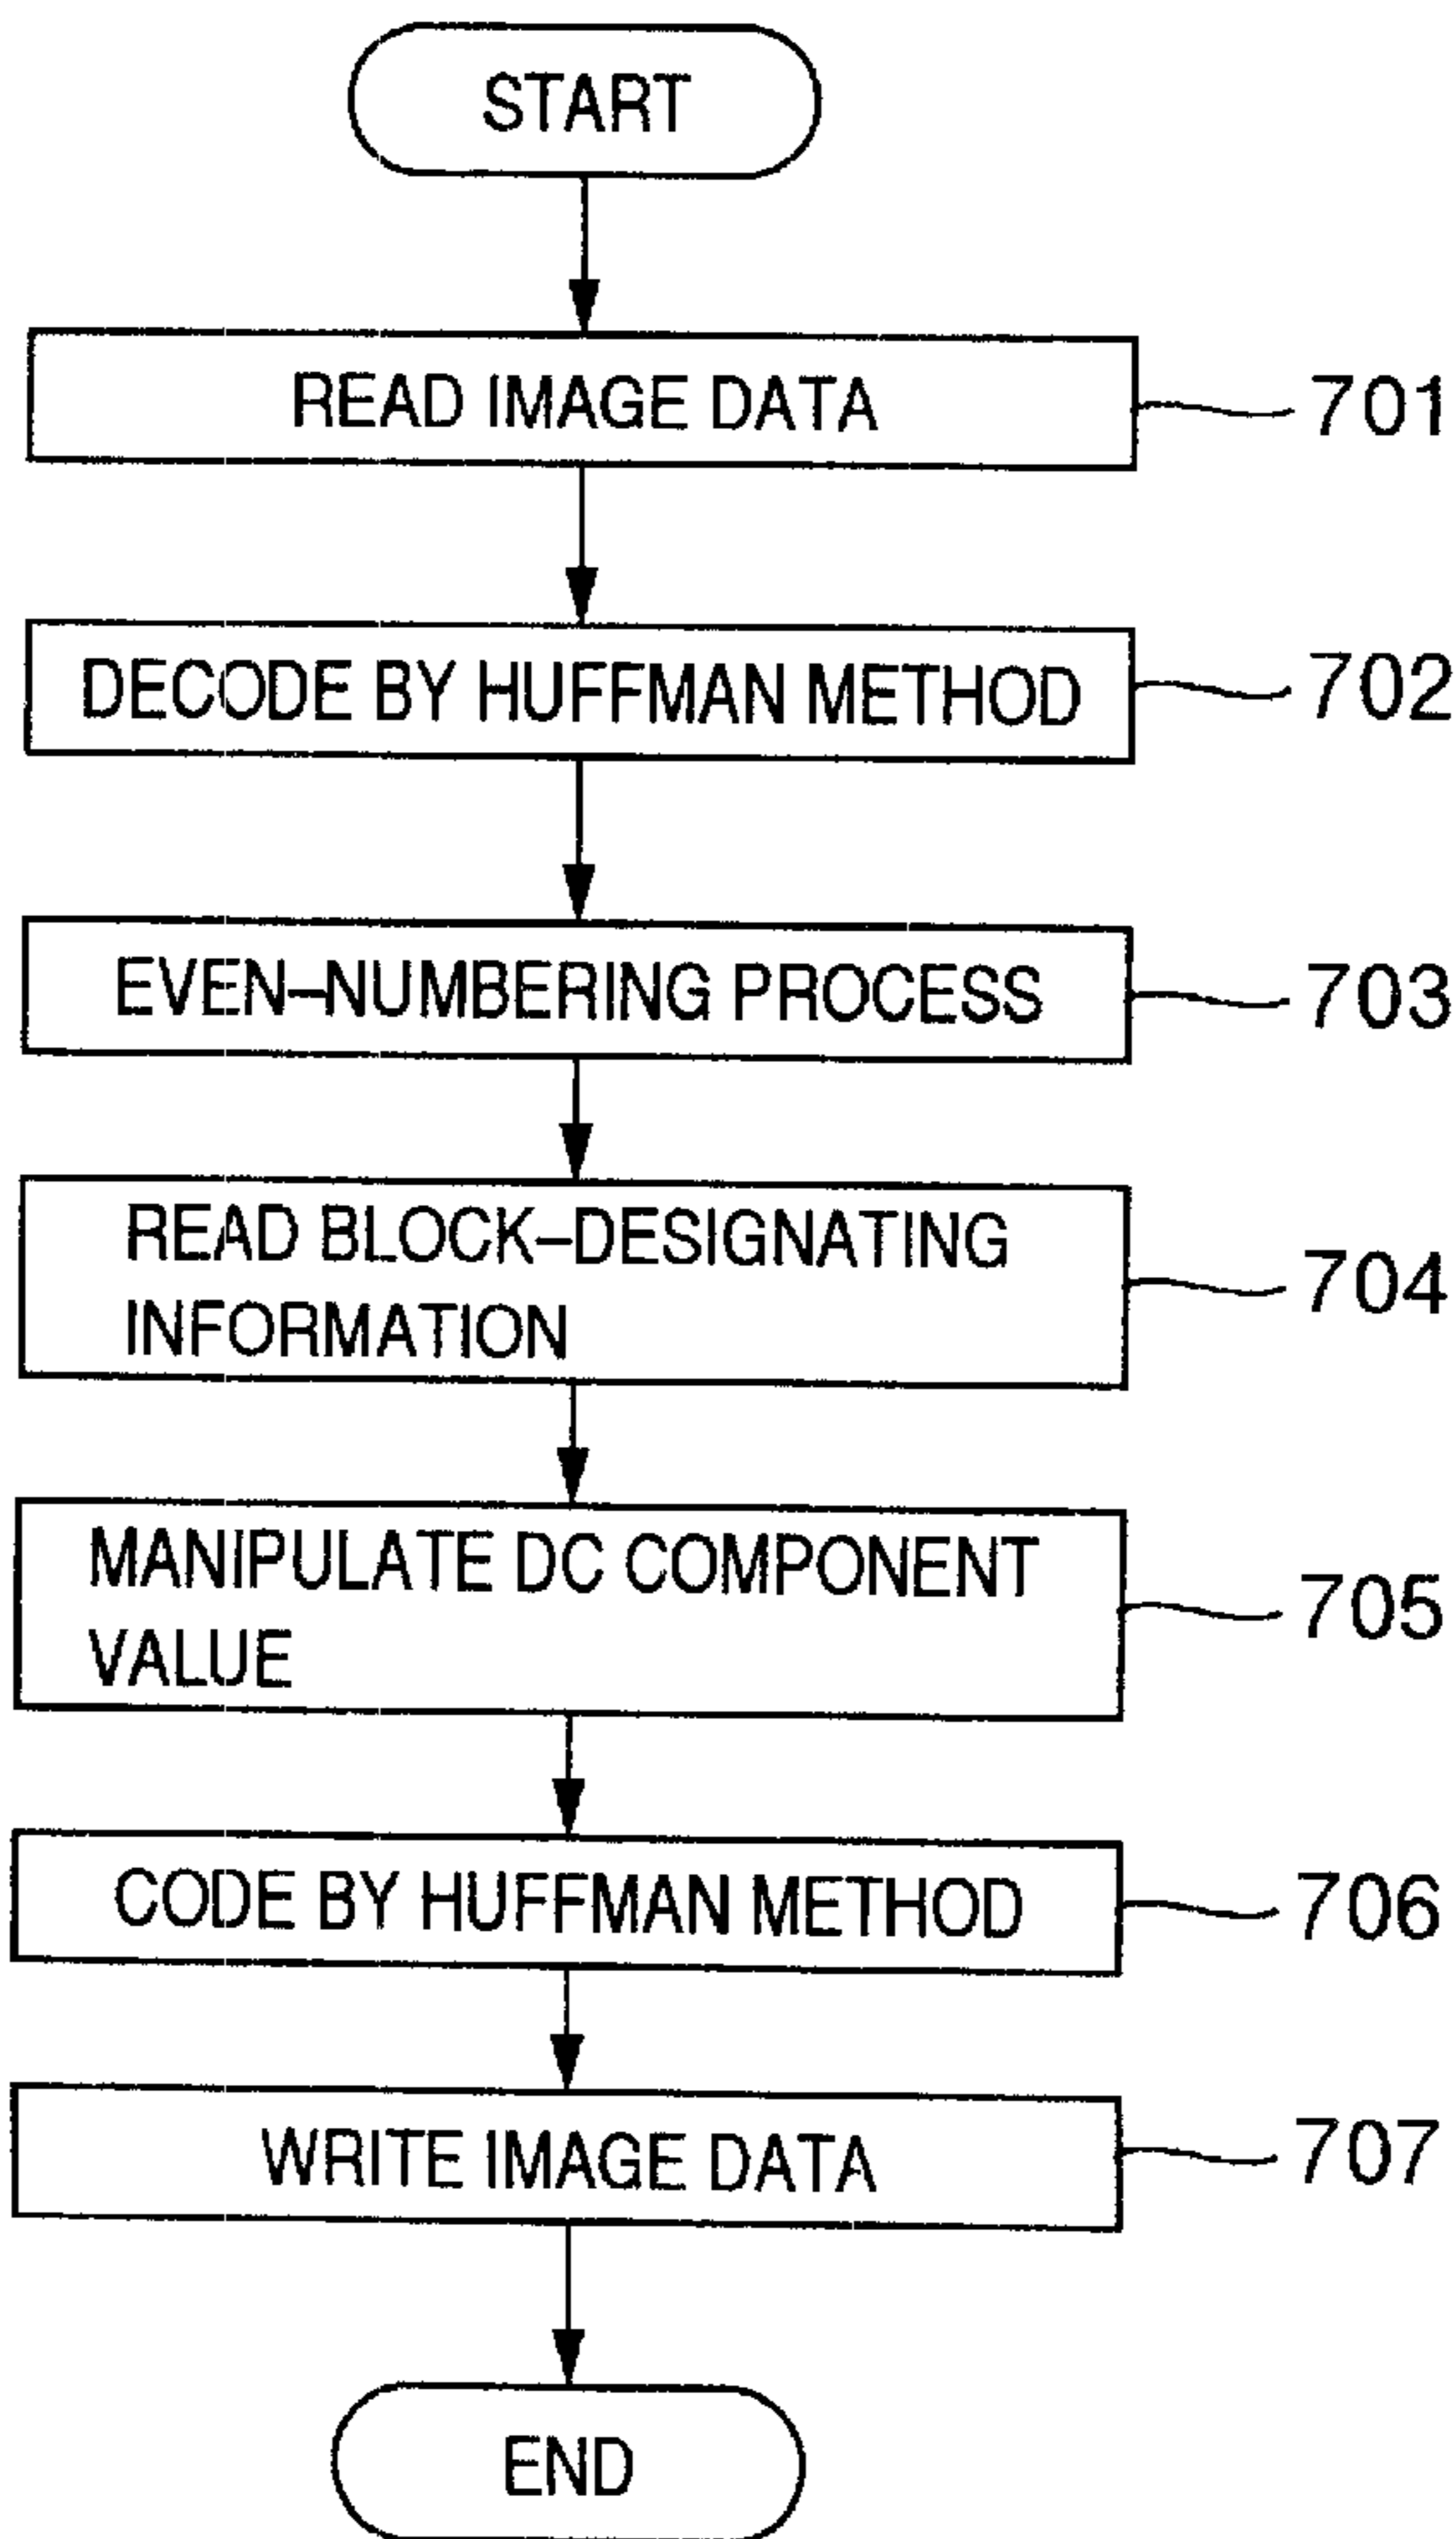 START
READ IMAGE DATA
701
DECODE BY HUFFMAN METHOD
702
EVEN–NUMBERING PROCESS
703
READ BLOCK–DESIGNATING
INFORMATION
704
MANIPULATE DC COMPONENT
VALUE
705
CODE BY HUFFMAN METHOD
706
WRITE IMAGE DATA
707
END